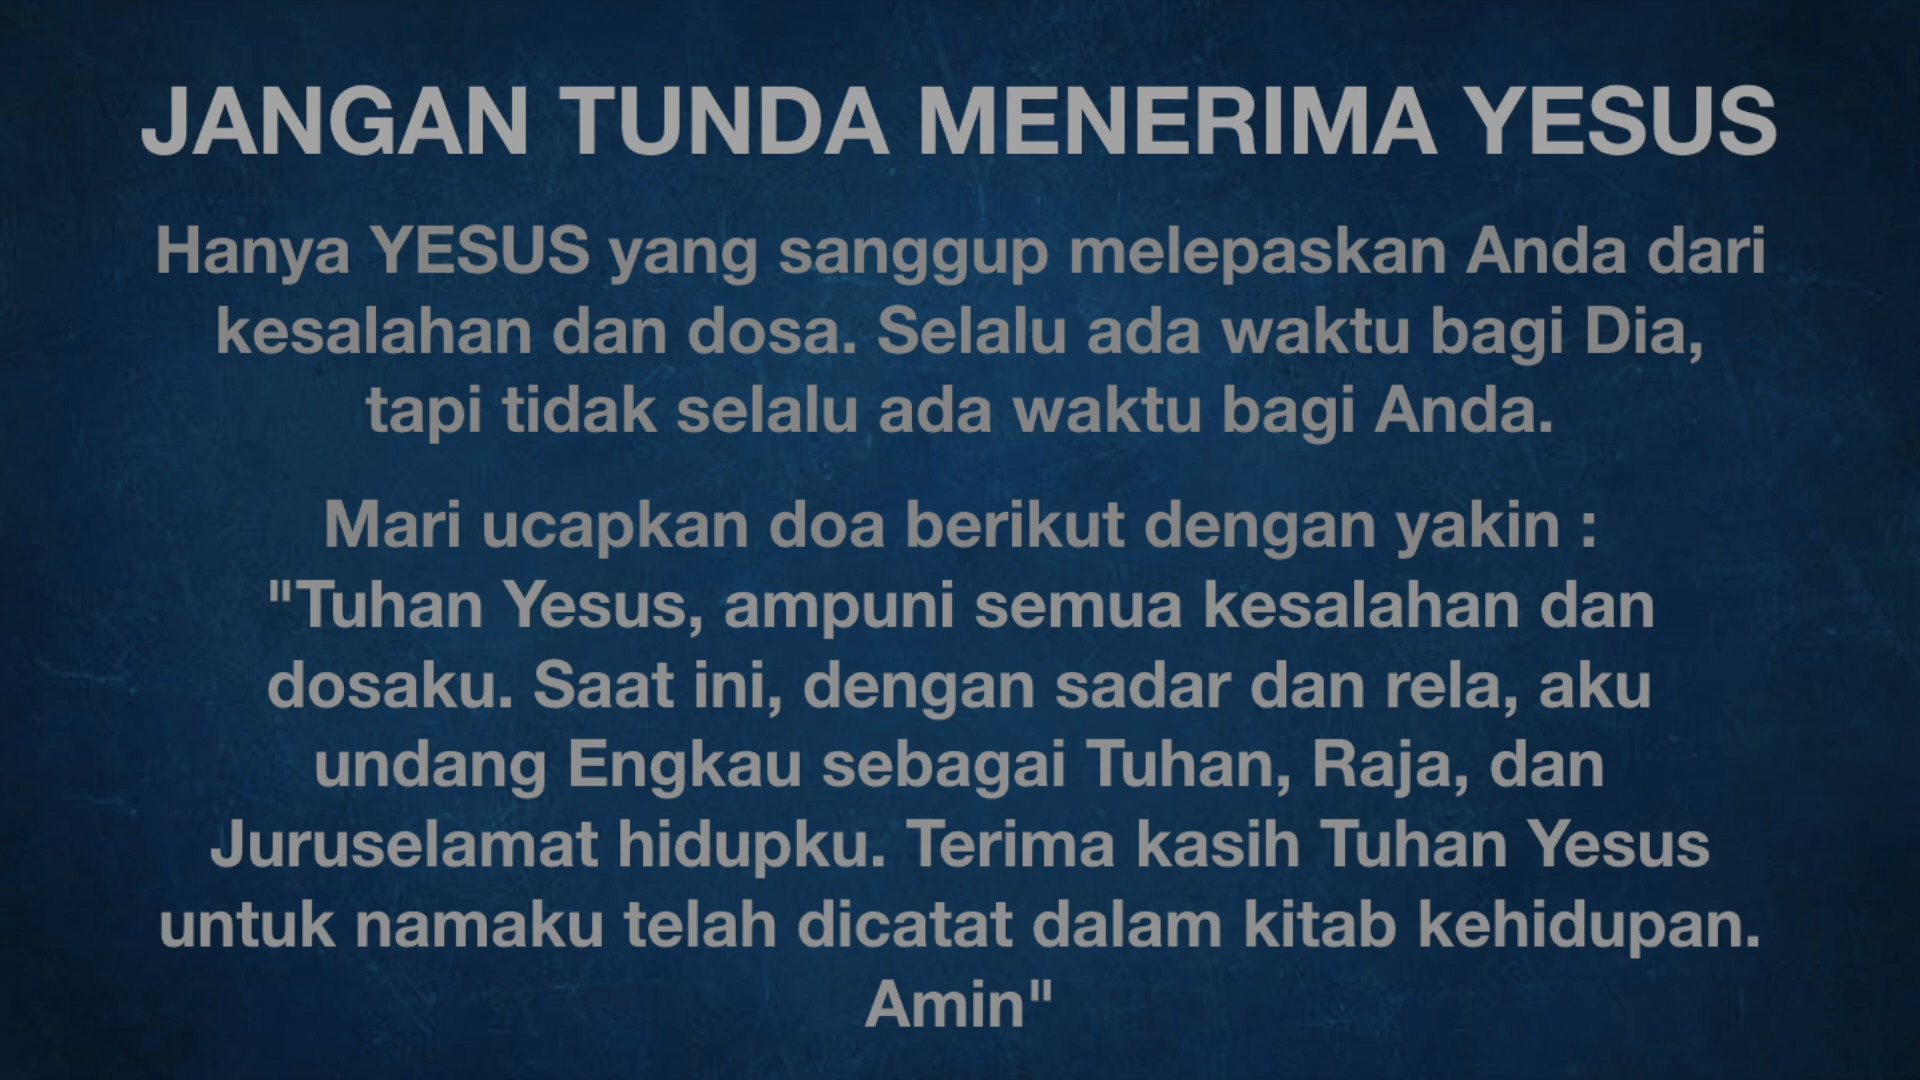 JANGAN TUNDA MENERIMA YESUS
Hanya YESUS yang sanggup melepaskan Anda dari
kesalahan dan dosa. Selalu ada waktu bagi Dia,
tapi tidak selalu ada waktu bagi Anda.
Mari ucapkan doa berikut dengan yakin :
"Tuhan Yesus, ampuni semua kesalahan dan
dosaku. Saat ini, dengan sadar dan rela, aku
undang Engkau sebagai Tuhan, Raja, dan
Juruselamat hidupku. Terima kasih Tuhan Yesus
untuk namaku telah dicatat dalam kitab kehidupan.
Amin"